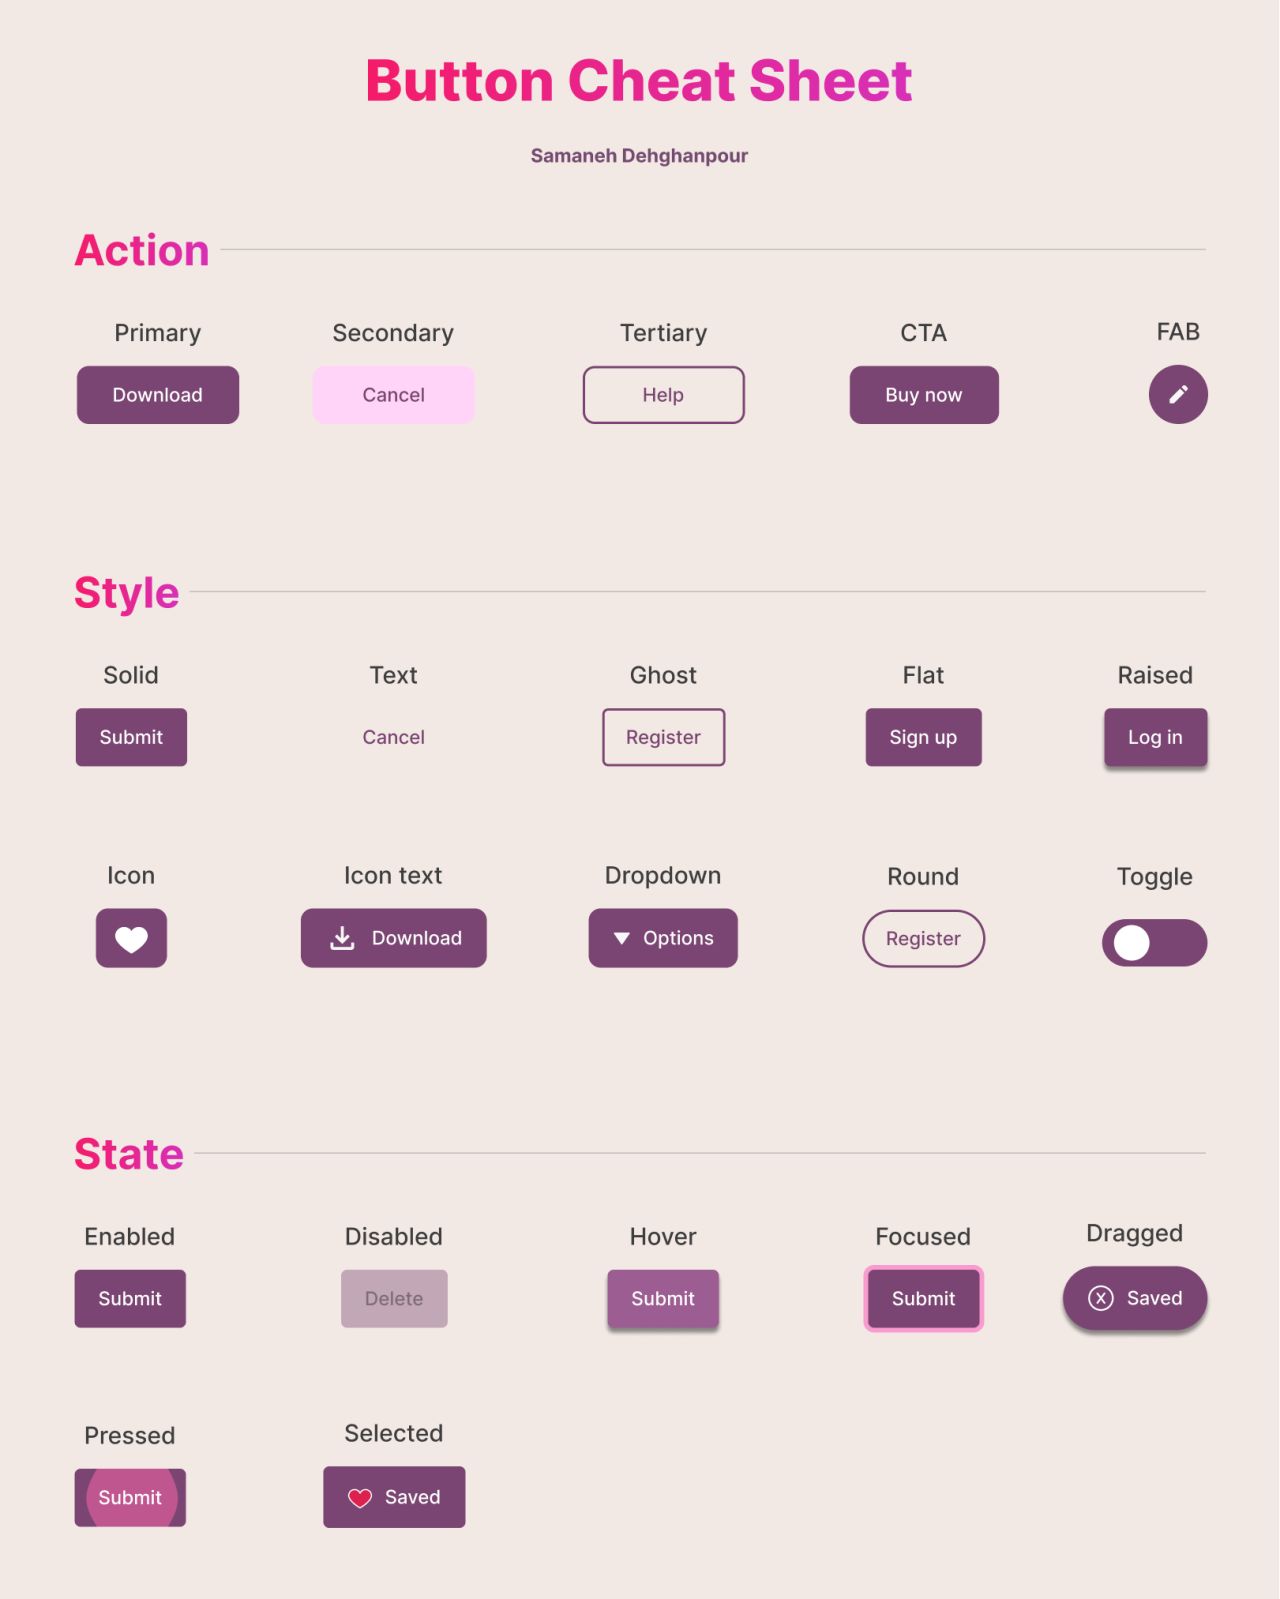 Button Cheat Sheet
Samaneh Dehghanpour
Action
Primary Secondary Tertiary CTA FAB
Download Cancel Help Buy now
Style
Solid Text Ghost Flat Raised
Submit Cancel Register Sign up Log in
Icon Icon text Dropdown Round Toggle
Download Options Register
State
Enabled Disabled Hover Focused Dragged
Submit Delete Submit Submit Saved
Pressed Selected
Submit Saved